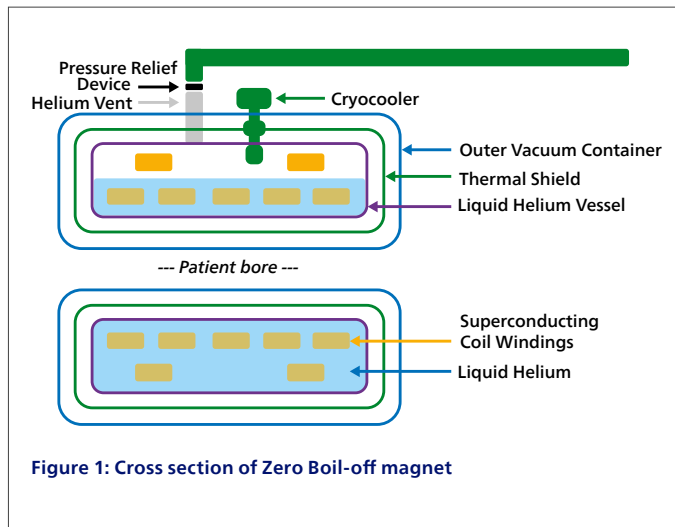 Pressure Relief
Device
Helium Vent
Cryocooler
Outer Vacuum Container
Thermal Shield
Liquid Helium Vessel
--- Patient bore ---
Superconducting
Coil Windings
Liquid Helium
Figure 1: Cross section of Zero Boil-off magnet